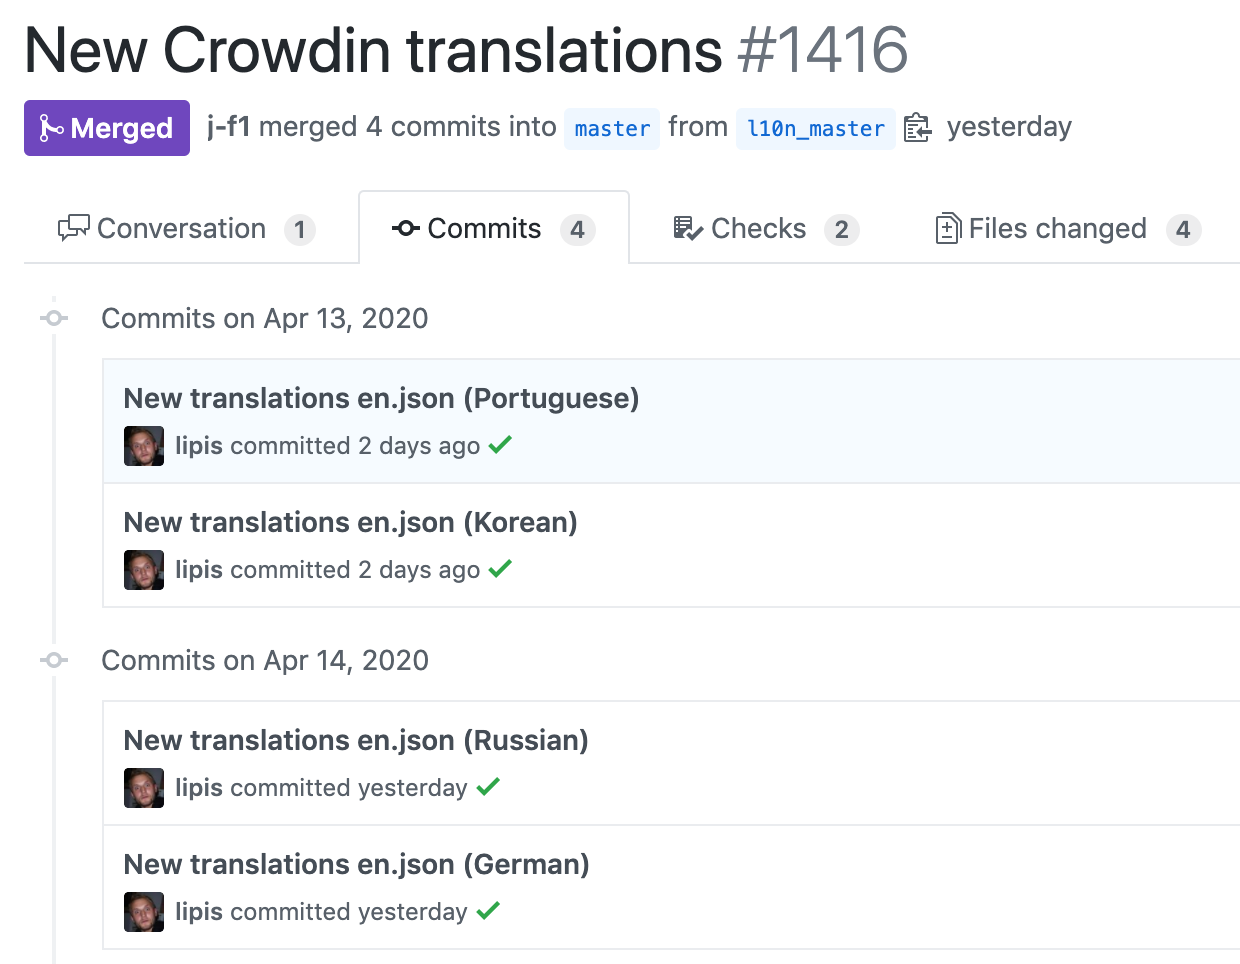 New Crowdin translations #1416
Merged j-f1 merged 4 commits into master from l10n_master yesterday
Conversation 1 Commits 4 Checks 2 Files changed 4
Commits on Apr 13, 2020
New translations en.json (Portuguese)
lipis committed 2 days ago
New translations en.json (Korean)
lipis committed 2 days ago
Commits on Apr 14, 2020
New translations en.json (Russian)
lipis committed yesterday
New translations en.json (German)
lipis committed yesterday